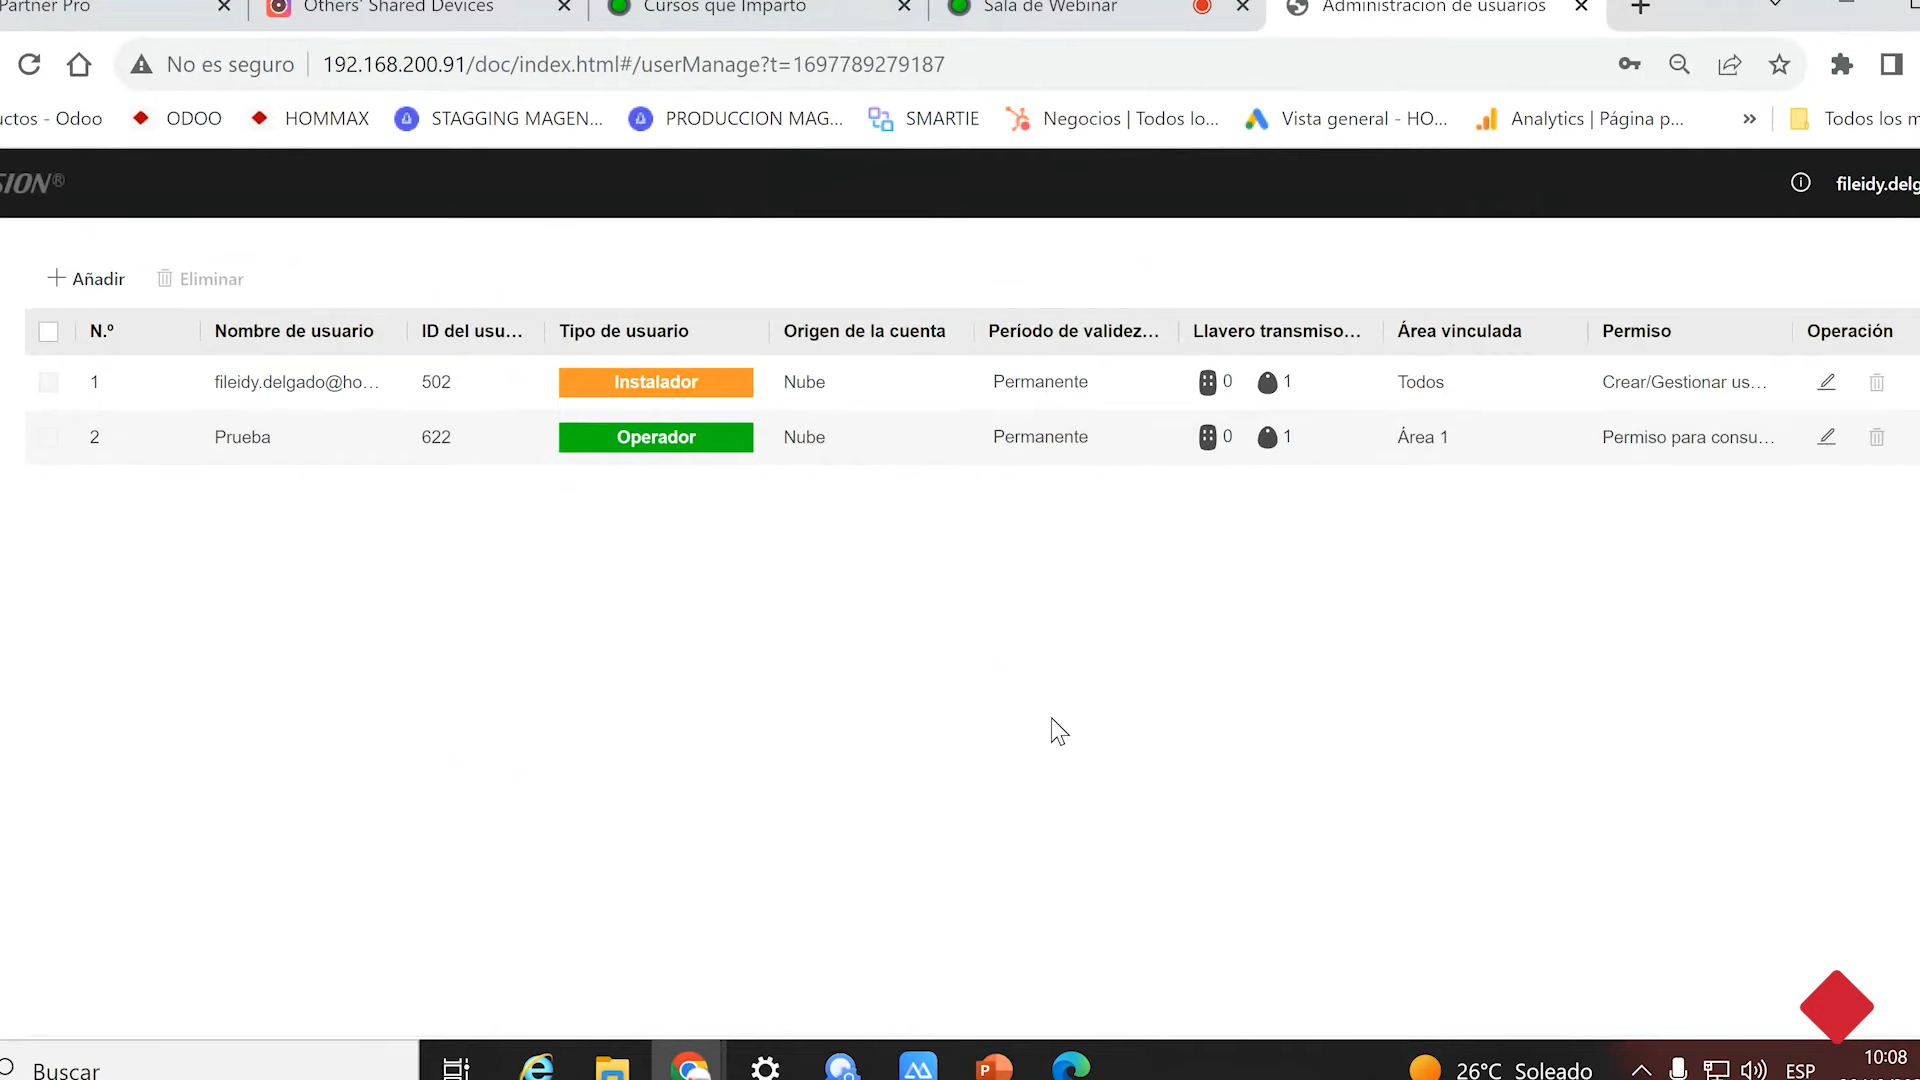 Partner Pro
Others' Shared Devices
Cursos que Imparto
Sala de Webinar
Administración de usuarios
No es seguro
192.168.200.91/doc/index.html#/userManage?t=1697789279187
uctos - Odoo
ODOO
HOMMAX
STAGGING MAGEN...
PRODUCCION MAG...
SMARTIE
Negocios | Todos lo...
Vista general - HO...
Analytics | Página p...
»
Todos los m
SION®
fileidy.delg
Añadir
Eliminar
N.º Nombre de usuario ID del usu... Tipo de usuario Origen de la cuenta Período de validez... Llavero transmiso... Área vinculada Permiso Operación
1 fileidy.delgado@ho... 502 Instalador Nube Permanente 0 1 Todos Crear/Gestionar us...
2 Prueba 622 Operador Nube Permanente 0 1 Área 1 Permiso para consu...
Buscar
26°C Soleado
ESP
10:08